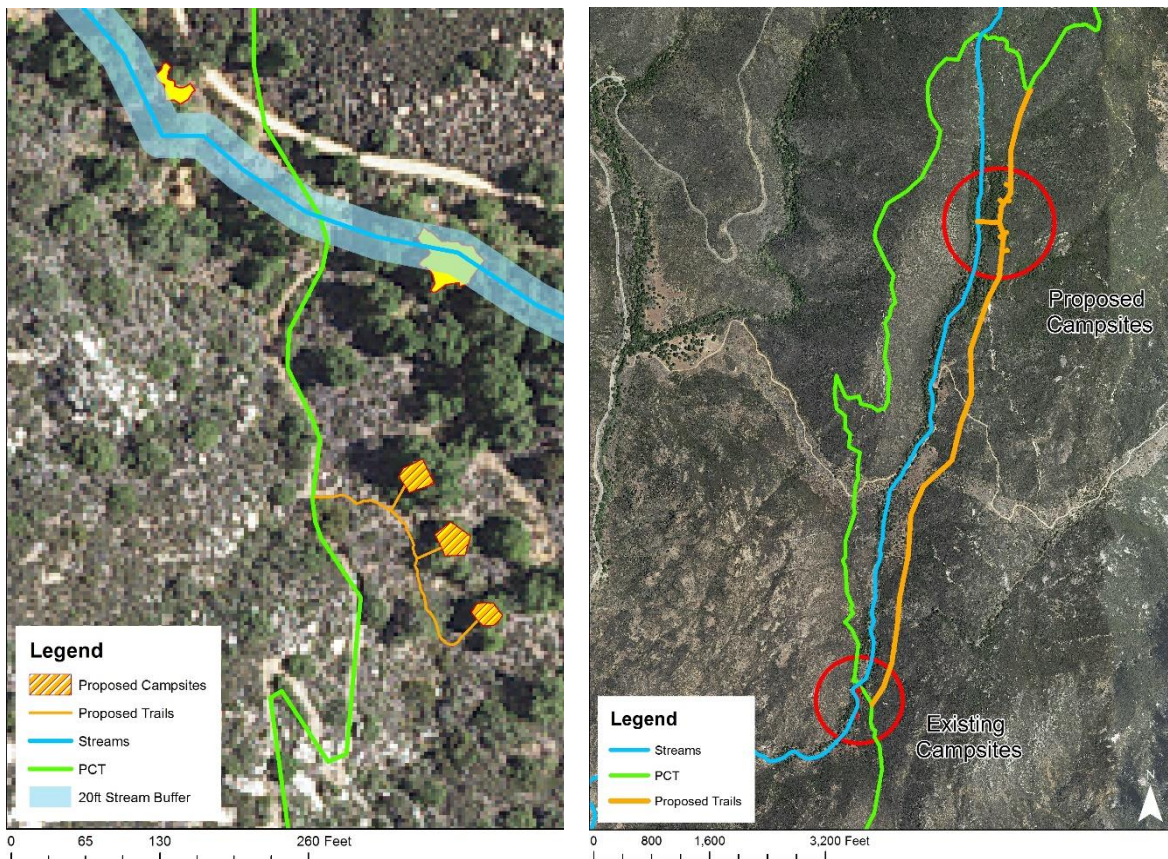 Legend
Proposed Campsites
Proposed Trails
Streams
PCT
20ft Stream Buffer
0 65 130 260 Feet
Proposed
Campsites
Existing
Campsites
Legend
Streams
PCT
Proposed Trails
N
0 800 1,600 3,200 Feet